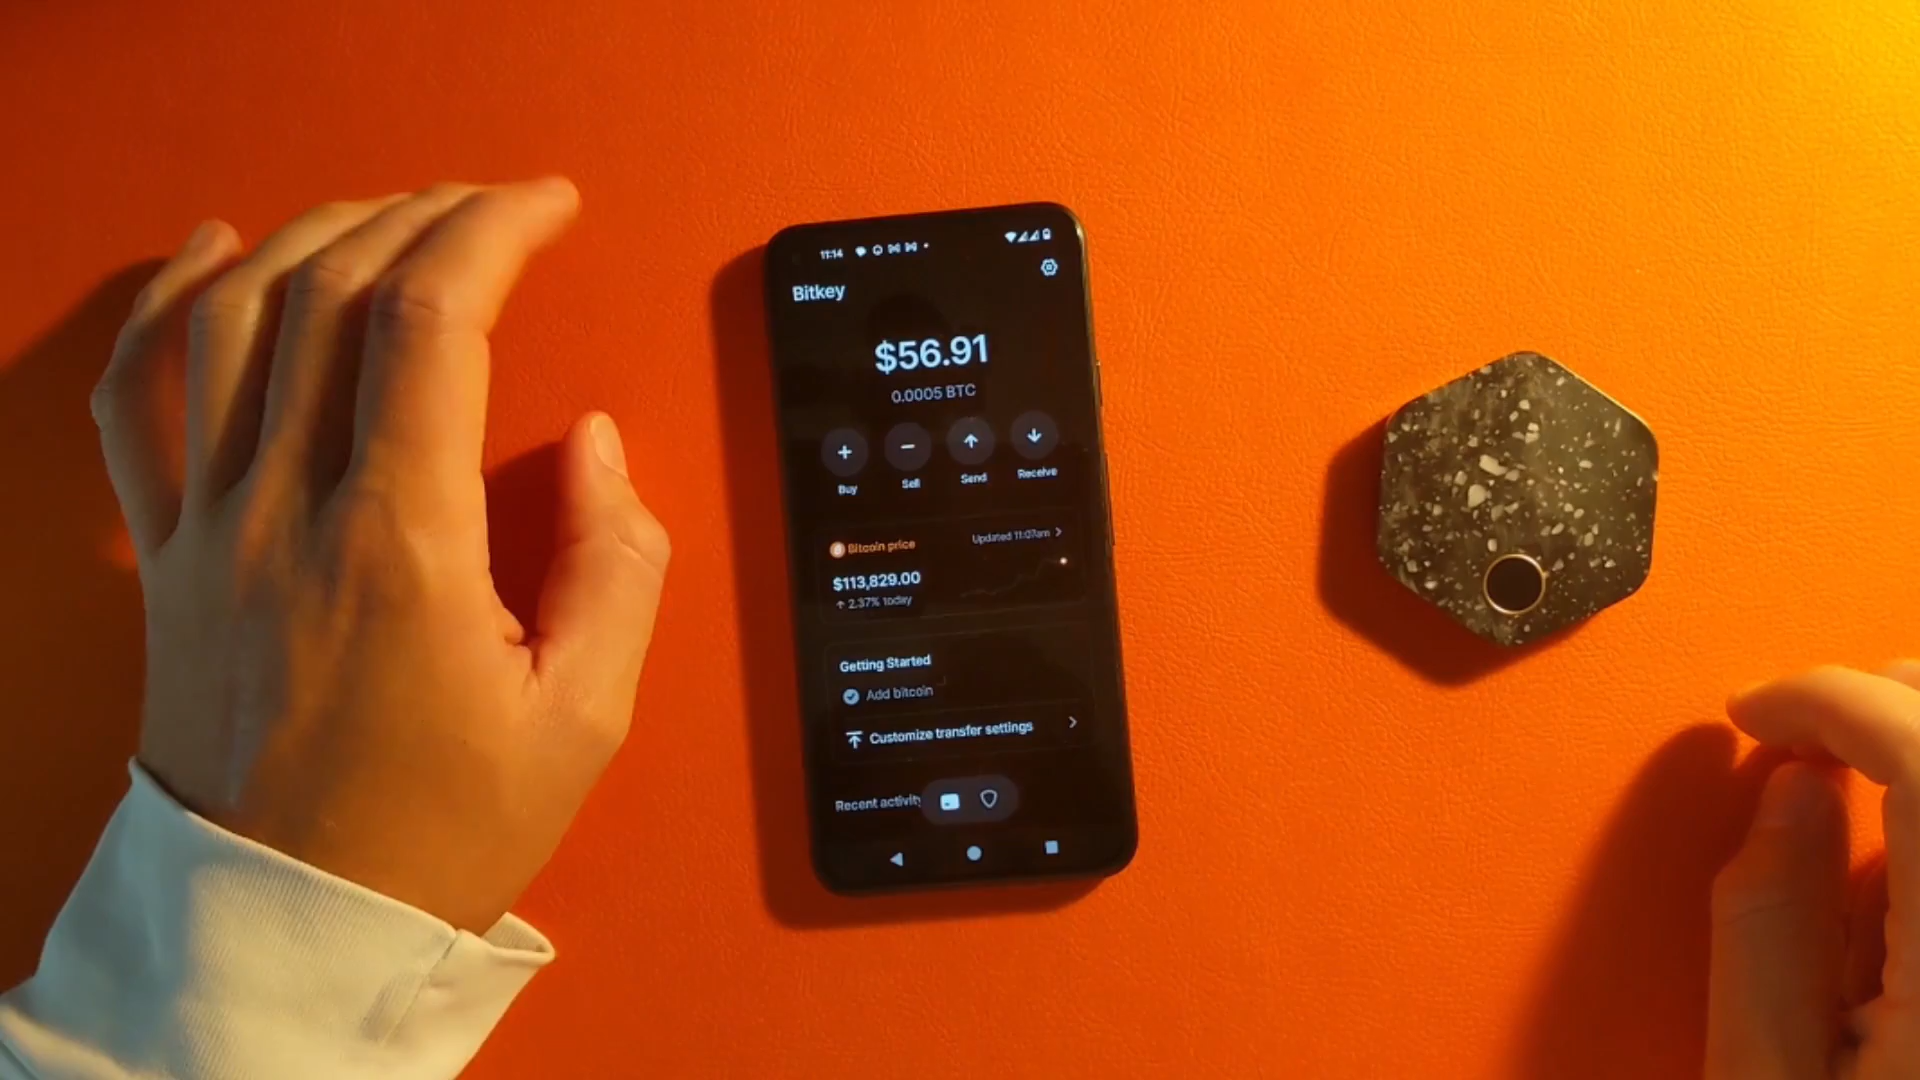 11:14
Bitkey
$56.91
0.0005 BTC
Buy
Sell
Send
Receive
Bitcoin price
Updated 11:07am
$113,829.00
2.37% today
Getting Started
Add bitcoin
Customize transfer settings
Recent activity